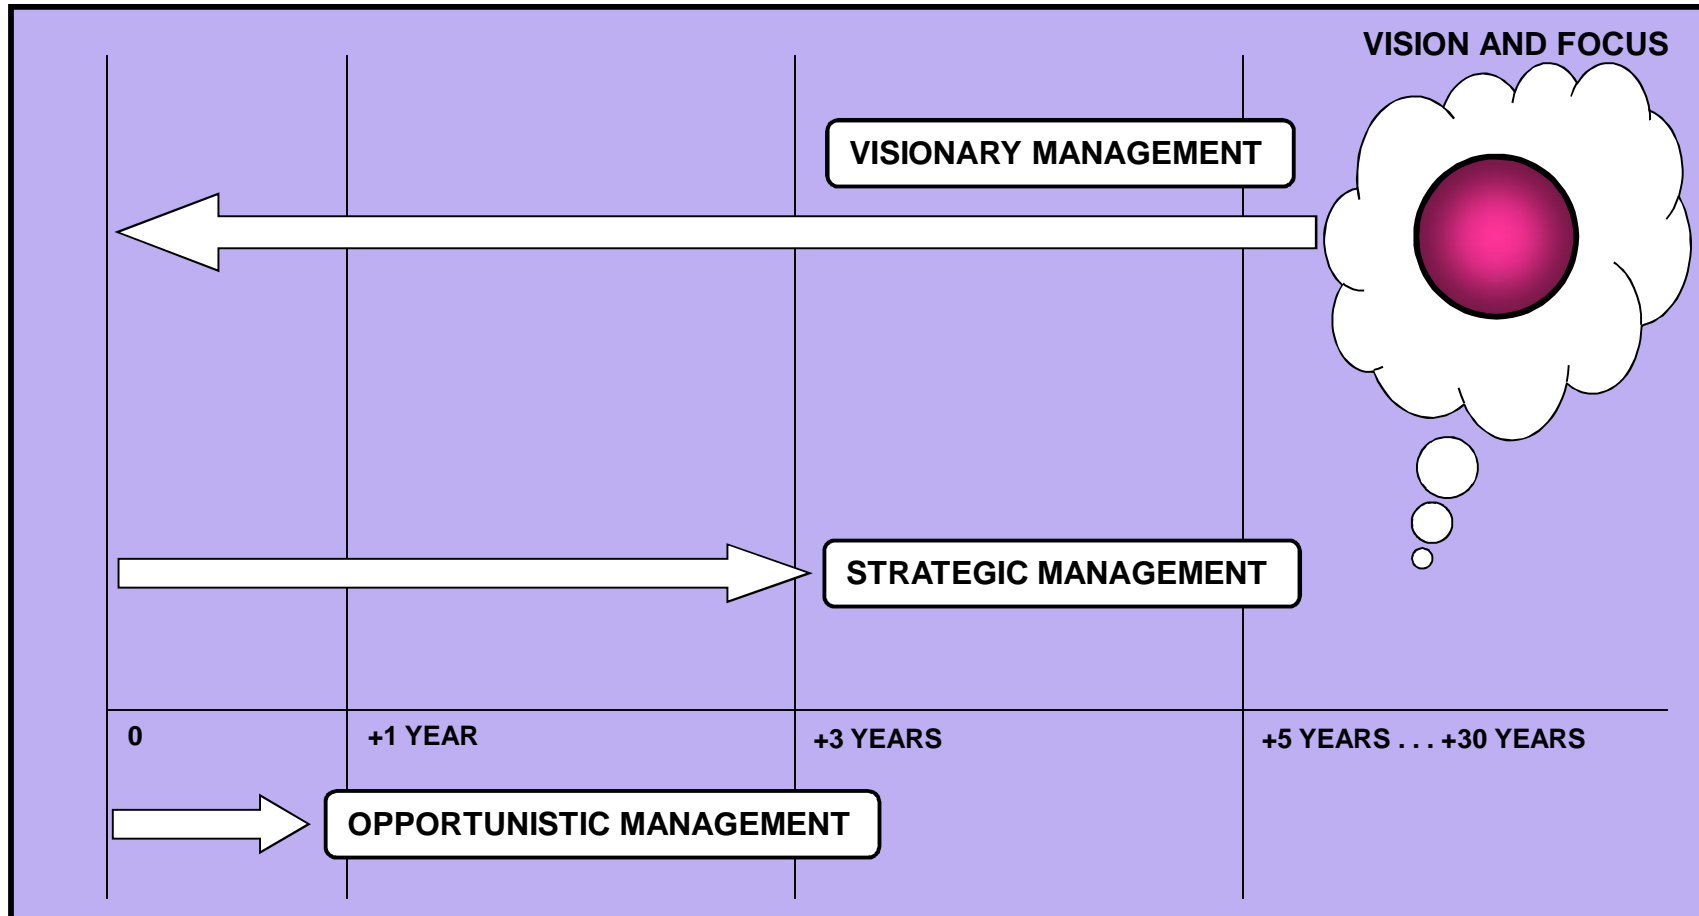 VISION AND FOCUS
VISIONARY MANAGEMENT
STRATEGIC MANAGEMENT
0
+1 YEAR
+3 YEARS
+5 YEARS . . . +30 YEARS
OPPORTUNISTIC MANAGEMENT